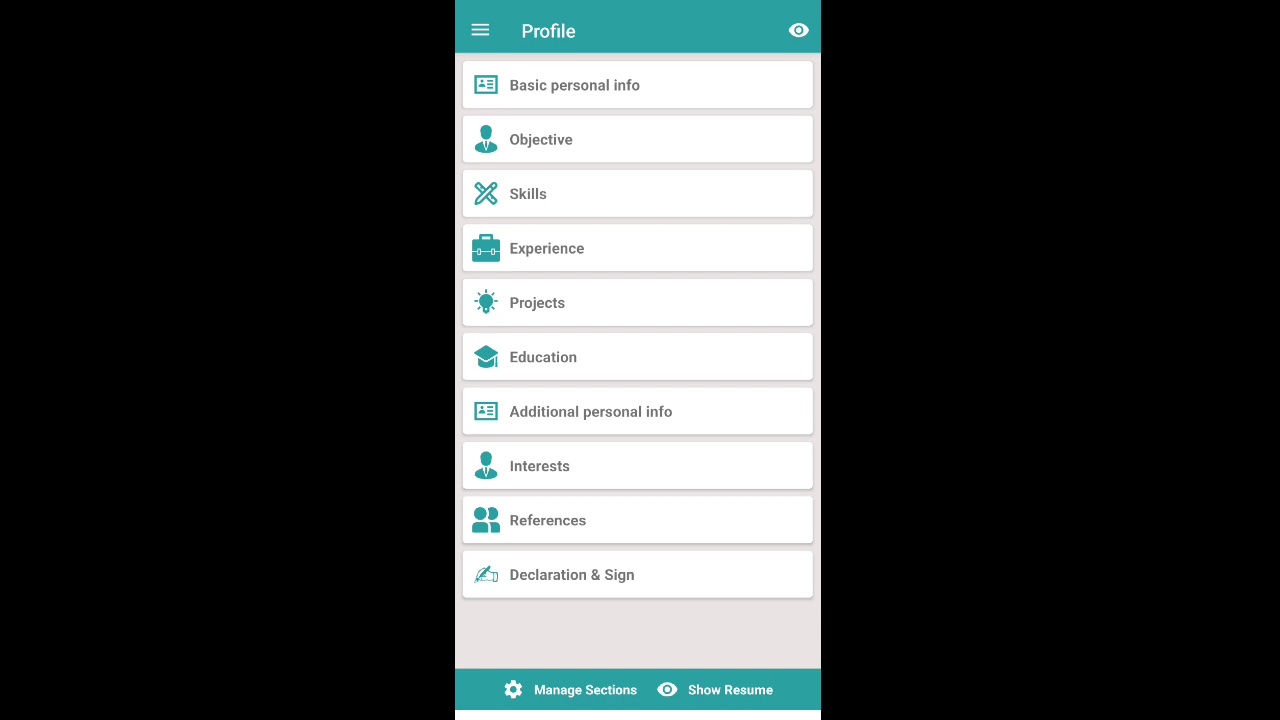 Profile
Basic personal info
Objective
Skills
Experience
Projects
Education
Additional personal info
Interests
References
Declaration & Sign
Manage Sections Show Resume